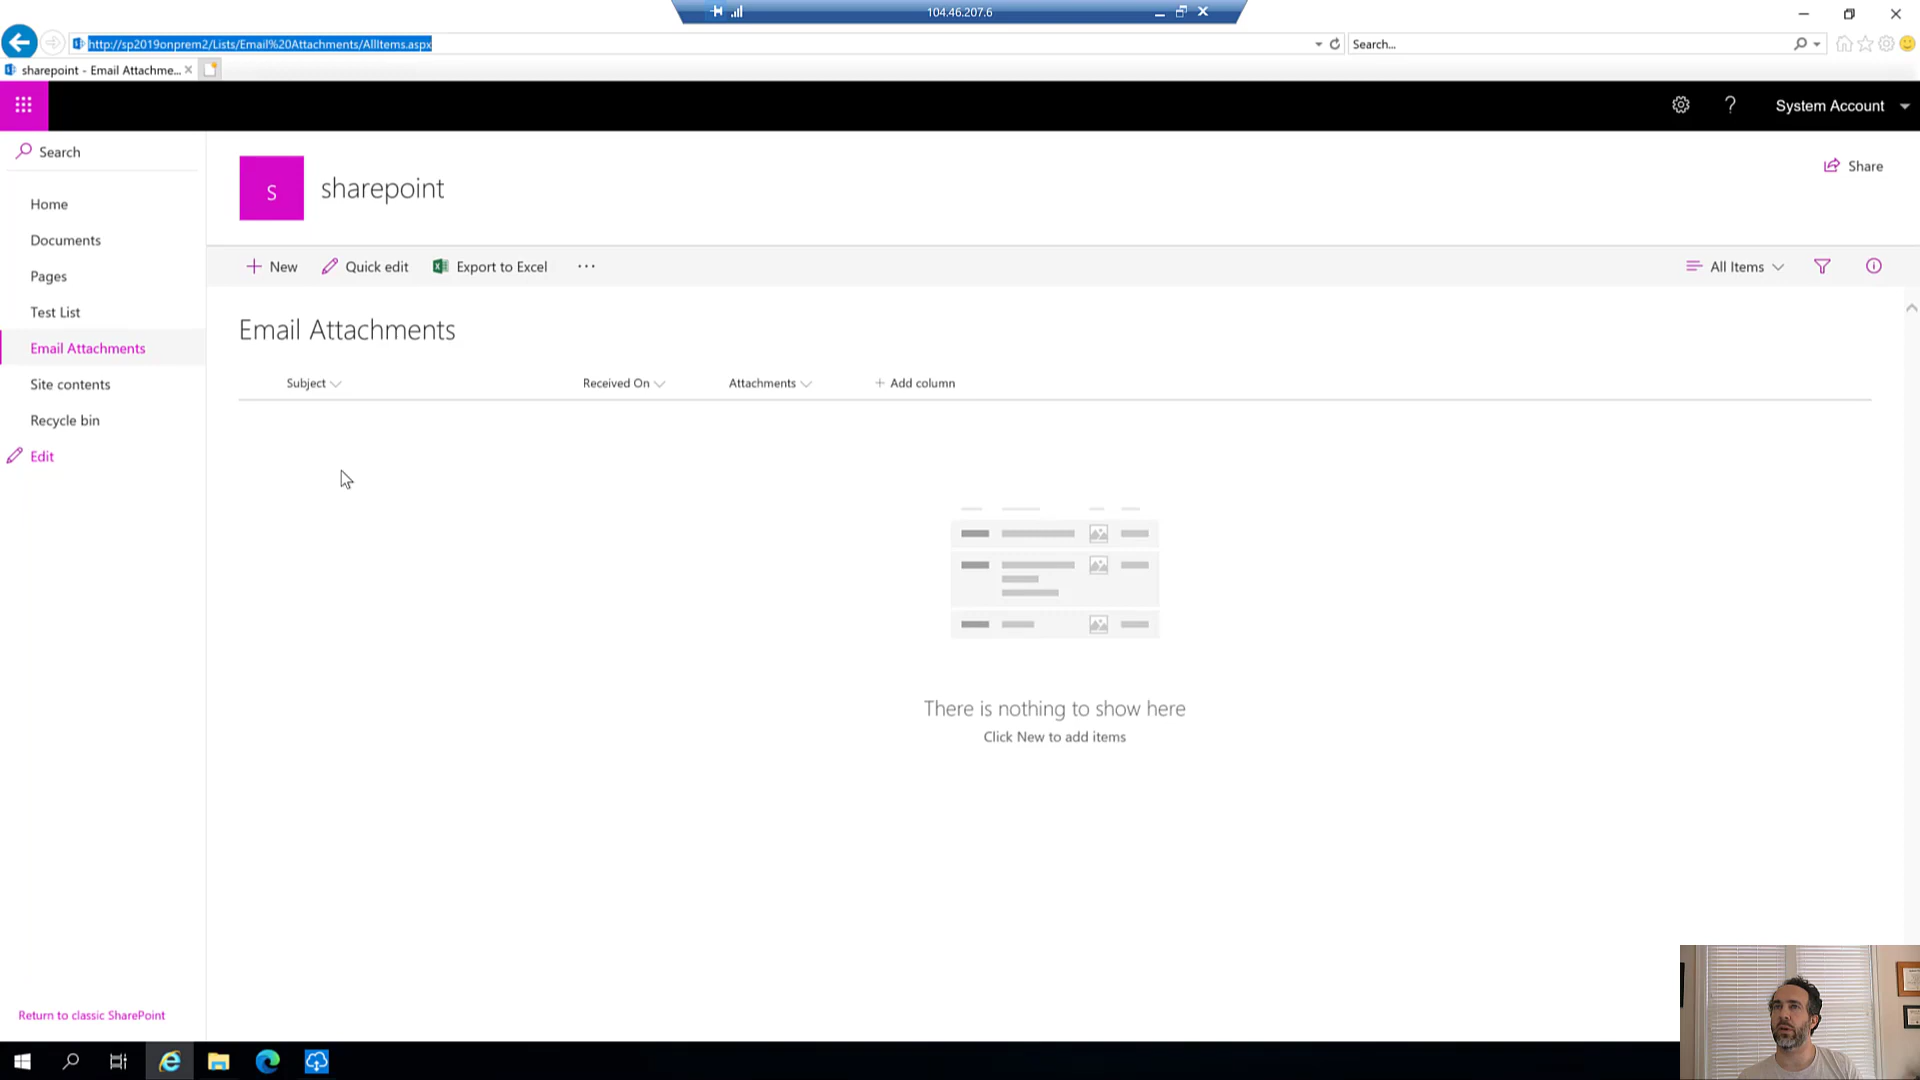 104.46.207.6
http://sp2019onprem2/Lists/Email%20Attachments/AllItems.aspx
Search...
sharepoint - Email Attachme...
?
System Account
Search
Home
Documents
Pages
Test List
Email Attachments
Site contents
Recycle bin
Edit
Return to classic SharePoint
S
sharepoint
Share
New
Quick edit
Export to Excel
All Items
Email Attachments
Subject
Received On
Attachments
Add column
There is nothing to show here
Click New to add items